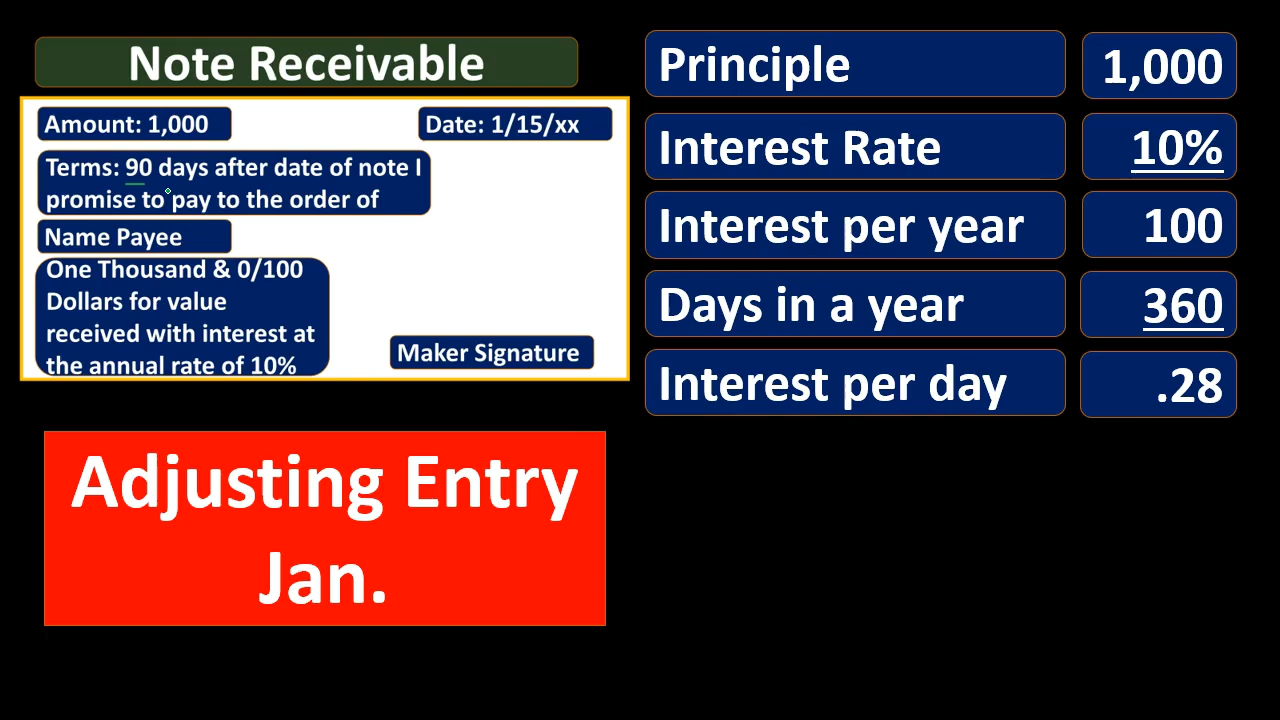 Note Receivable
Amount: 1,000
Date: 1/15/xx
Terms: 90 days after date of note I
promise to pay to the order of
Name Payee
One Thousand & 0/100
Dollars for value
received with interest at
the annual rate of 10%
Maker Signature
Adjusting Entry
Jan.
Principle 1,000
Interest Rate 10%
Interest per year 100
Days in a year 360
Interest per day .28